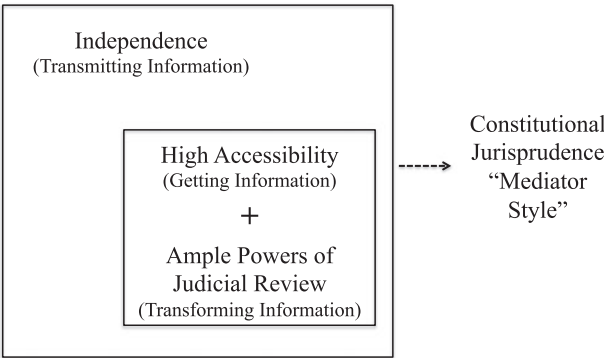 Independence
(Transmitting Information)
High Accessibility
(Getting Information)
+
Ample Powers of
Judicial Review
(Transforming Information)
Constitutional
Jurisprudence
“Mediator
Style”